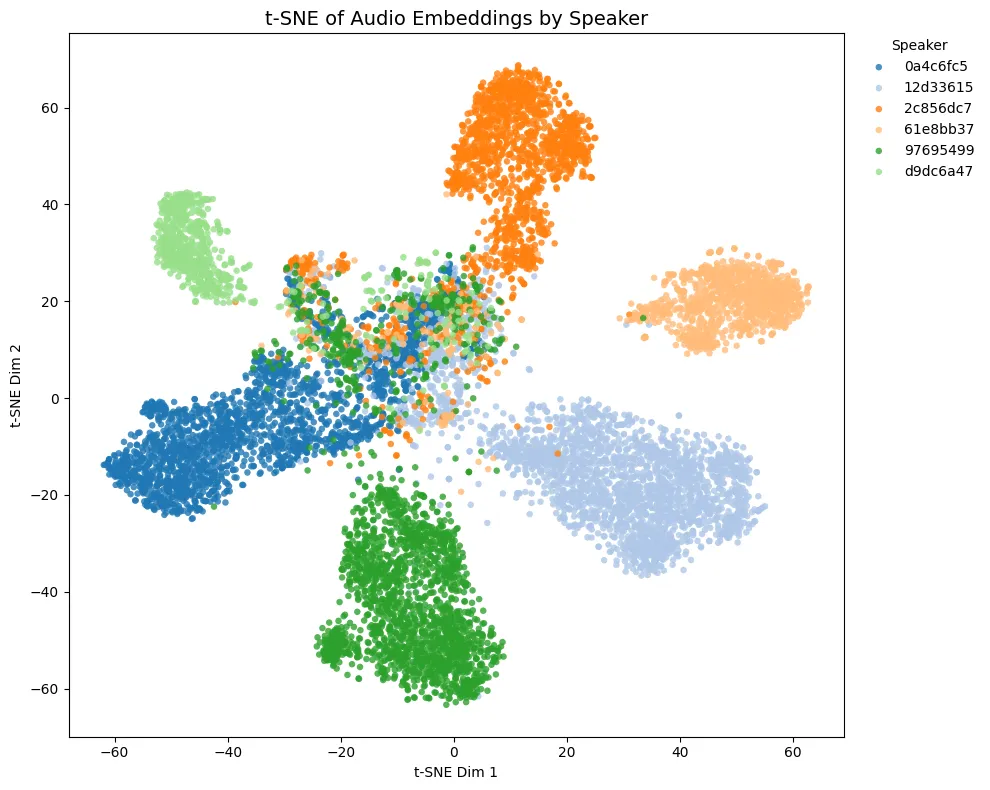 t-SNE of Audio Embeddings by Speaker
Speaker
0a4c6fc5
12d33615
2c856dc7
61e8bb37
97695499
d9dc6a47
60
40
20
0
−20
−40
−60
t-SNE Dim 2
−60 −40 −20 0 20 40 60
t-SNE Dim 1